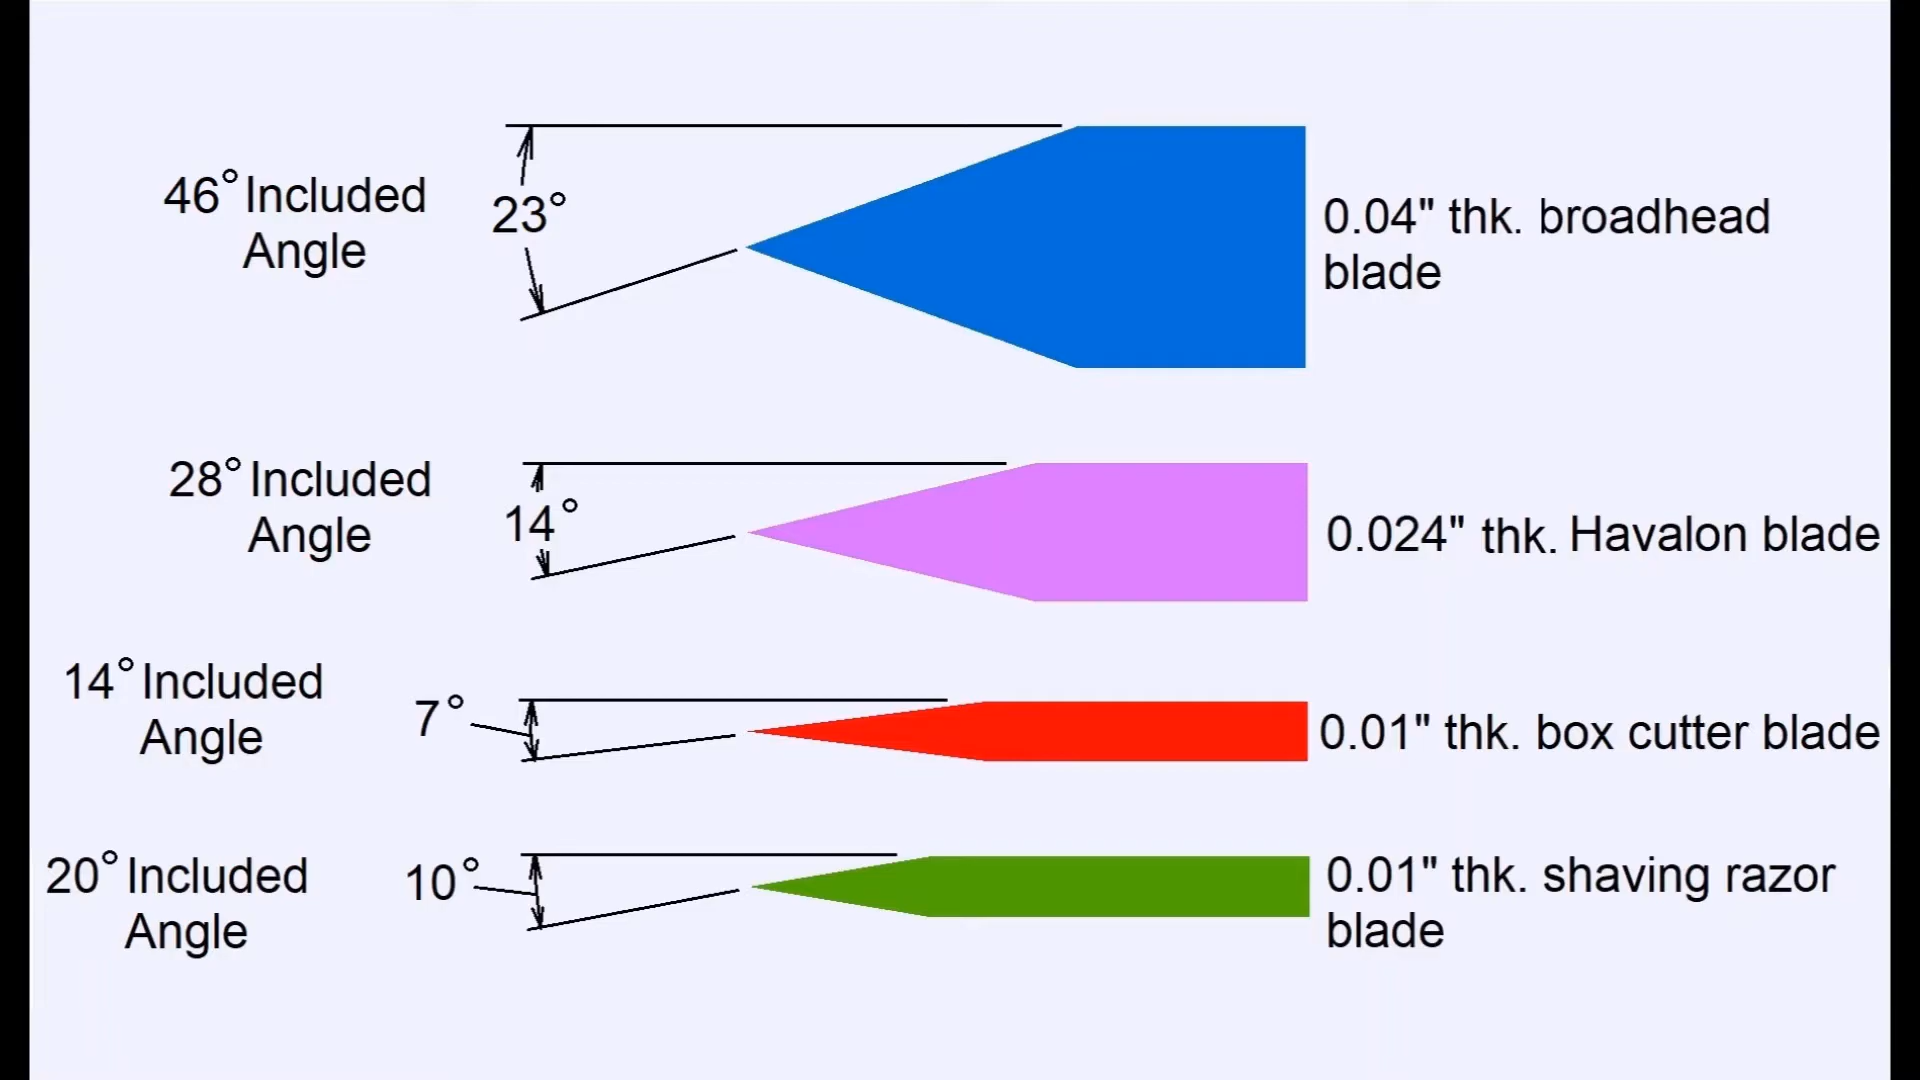 46° Included
Angle
23°
0.04" thk. broadhead
blade
28° Included
Angle
14°
0.024" thk. Havalon blade
14° Included
Angle
7°
0.01" thk. box cutter blade
20° Included
Angle
10°
0.01" thk. shaving razor
blade